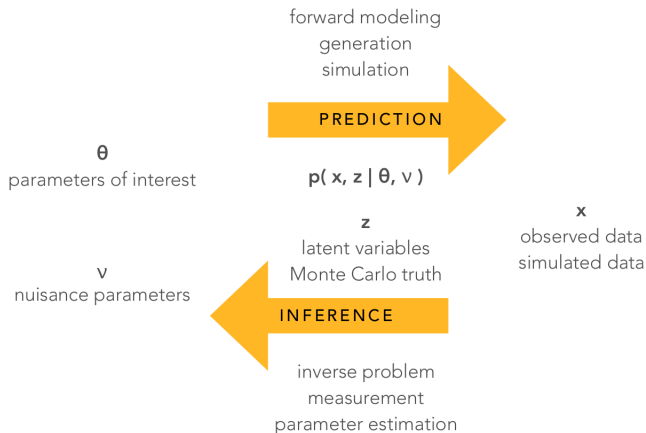 forward modeling
generation
simulation
PREDICTION
θ
parameters of interest
p( x, z | θ, ν )
z
latent variables
Monte Carlo truth
x
observed data
simulated data
ν
nuisance parameters
INFERENCE
inverse problem
measurement
parameter estimation